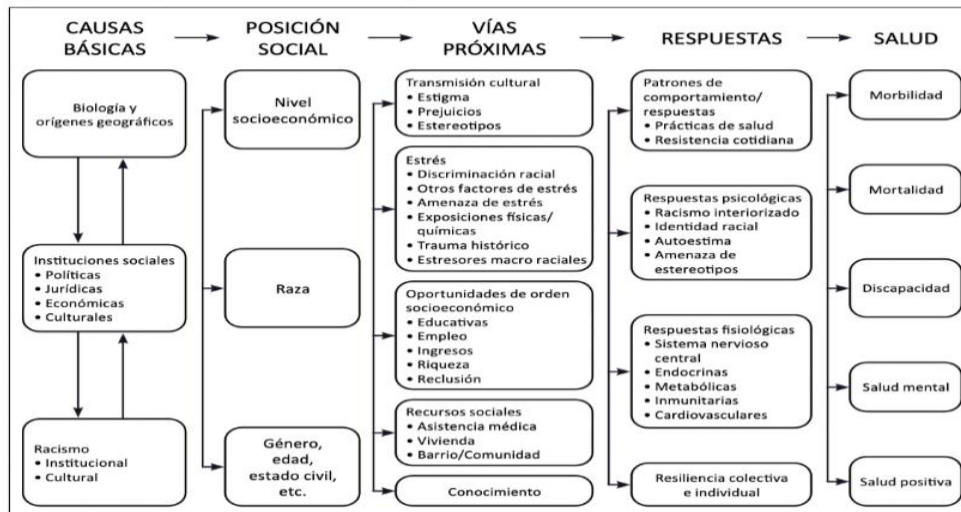 CAUSAS
BÁSICAS
POSICIÓN
SOCIAL
VÍAS
PRÓXIMAS
RESPUESTAS
SALUD
Biología y
orígenes geográficos
Instituciones sociales
• Políticas
• Jurídicas
• Económicas
• Culturales
Racismo
• Institucional
• Cultural
Nivel
socioeconómico
Raza
Género,
edad,
estado civil,
etc.
Transmisión cultural
• Estigma
• Prejuicios
• Estereotipos
Estrés
• Discriminación racial
• Otros factores de estrés
• Amenaza de estrés
• Exposiciones físicas/
químicas
• Trauma histórico
• Estresores macro raciales
Oportunidades de orden
socioeconómico
• Educativas
• Empleo
• Ingresos
• Riqueza
• Reclusión
Recursos sociales
• Asistencia médica
• Vivienda
• Barrio/Comunidad
Conocimiento
Patrones de
comportamiento/
respuestas
• Prácticas de salud
• Resistencia cotidiana
Respuestas psicológicas
• Racismo interiorizado
• Identidad racial
• Autoestima
• Amenaza de
estereotipos
Respuestas fisiológicas
• Sistema nervioso
central
• Endocrinas
• Metabólicas
• Inmunitarias
• Cardiovasculares
Resiliencia colectiva
e individual
Morbilidad
Mortalidad
Discapacidad
Salud mental
Salud positiva